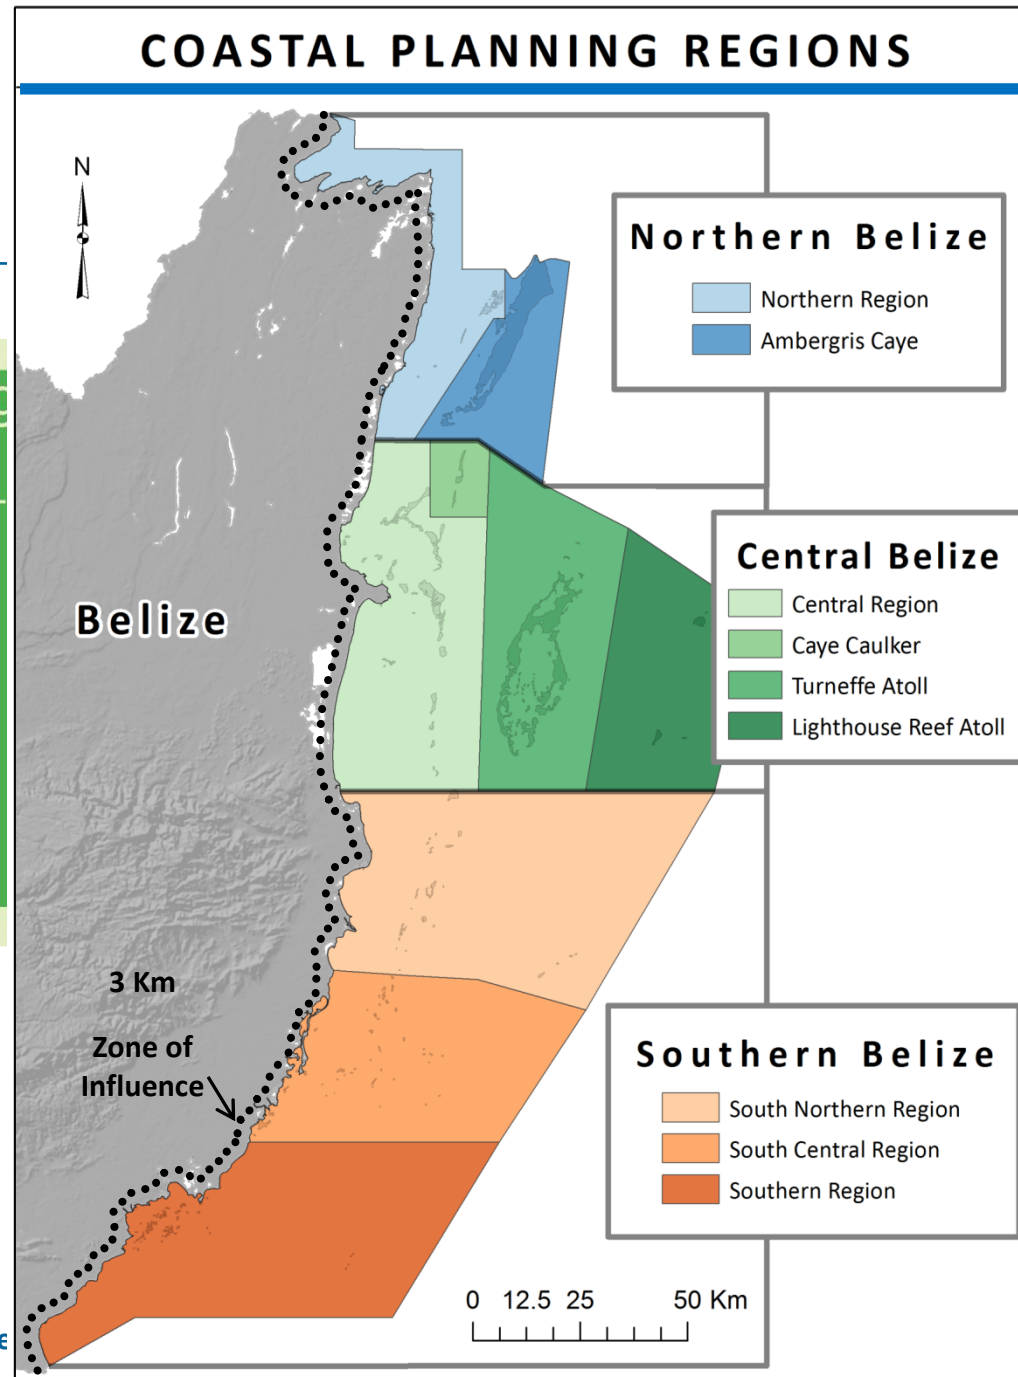 COASTAL PLANNING REGIONS
N
Northern Belize
Northern Region
Ambergris Caye
Central Belize
Central Region
Caye Caulker
Turneffe Atoll
Lighthouse Reef Atoll
Belize
3 Km
Zone of
Influence
Southern Belize
South Northern Region
South Central Region
Southern Region
0 12.5 25 50 Km
e